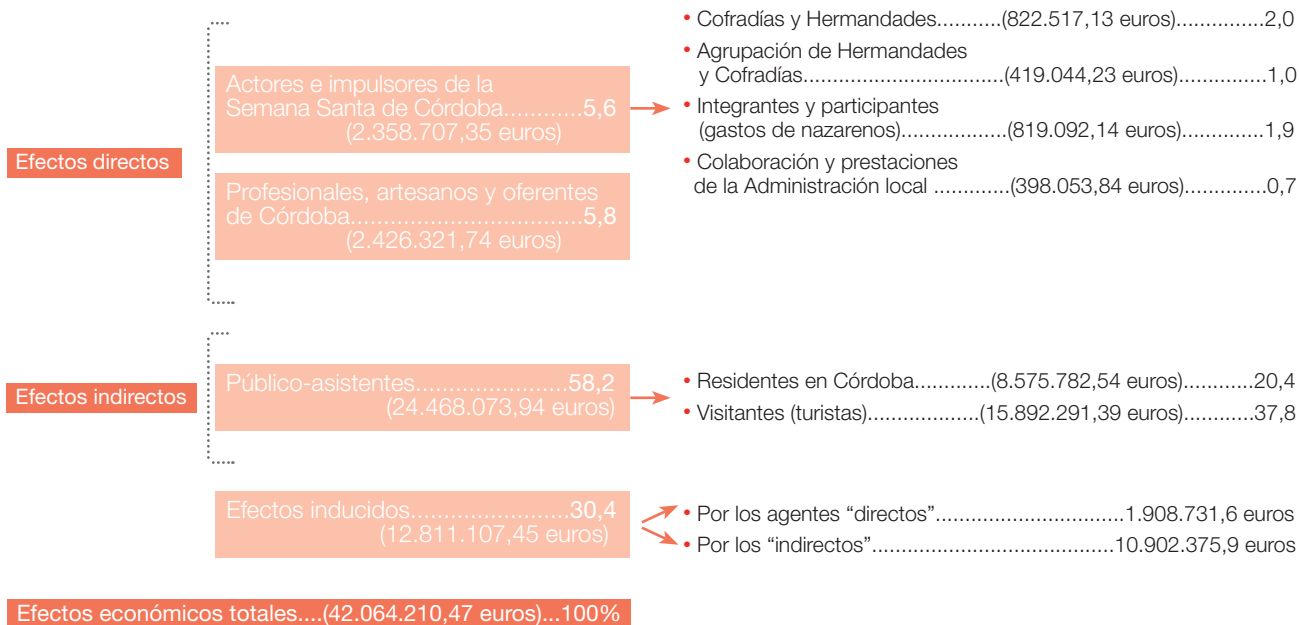 Efectos directos
Actores e impulsores de la
Semana Santa de Córdoba............5,6
(2.358.707,35 euros)
• Cofradías y Hermandades...........(822.517,13 euros)...............2,0
• Agrupación de Hermandades
y Cofradías.................................(419.044,23 euros)...............1,0
• Integrantes y participantes
(gastos de nazarenos).................(819.092,14 euros)..............1,9
• Colaboración y prestaciones
de la Administración local .............(398.053,84 euros)..............0,7
Profesionales, artesanos y oferentes
de Córdoba...................................5,8
(2.426.321,74 euros)
Efectos indirectos
Público-asistentes.......................58,2
(24.468.073,94 euros)
• Residentes en Córdoba.............(8.575.782,54 euros)............20,4
• Visitantes (turistas)..................(15.892.291,39 euros)............37,8
Efectos inducidos........................30,4
(12.811.107,45 euros)
• Por los agentes “directos”.............................1.908.731,6 euros
• Por los “indirectos”.....................................10.902.375,9 euros
Efectos económicos totales....(42.064.210,47 euros)...100%